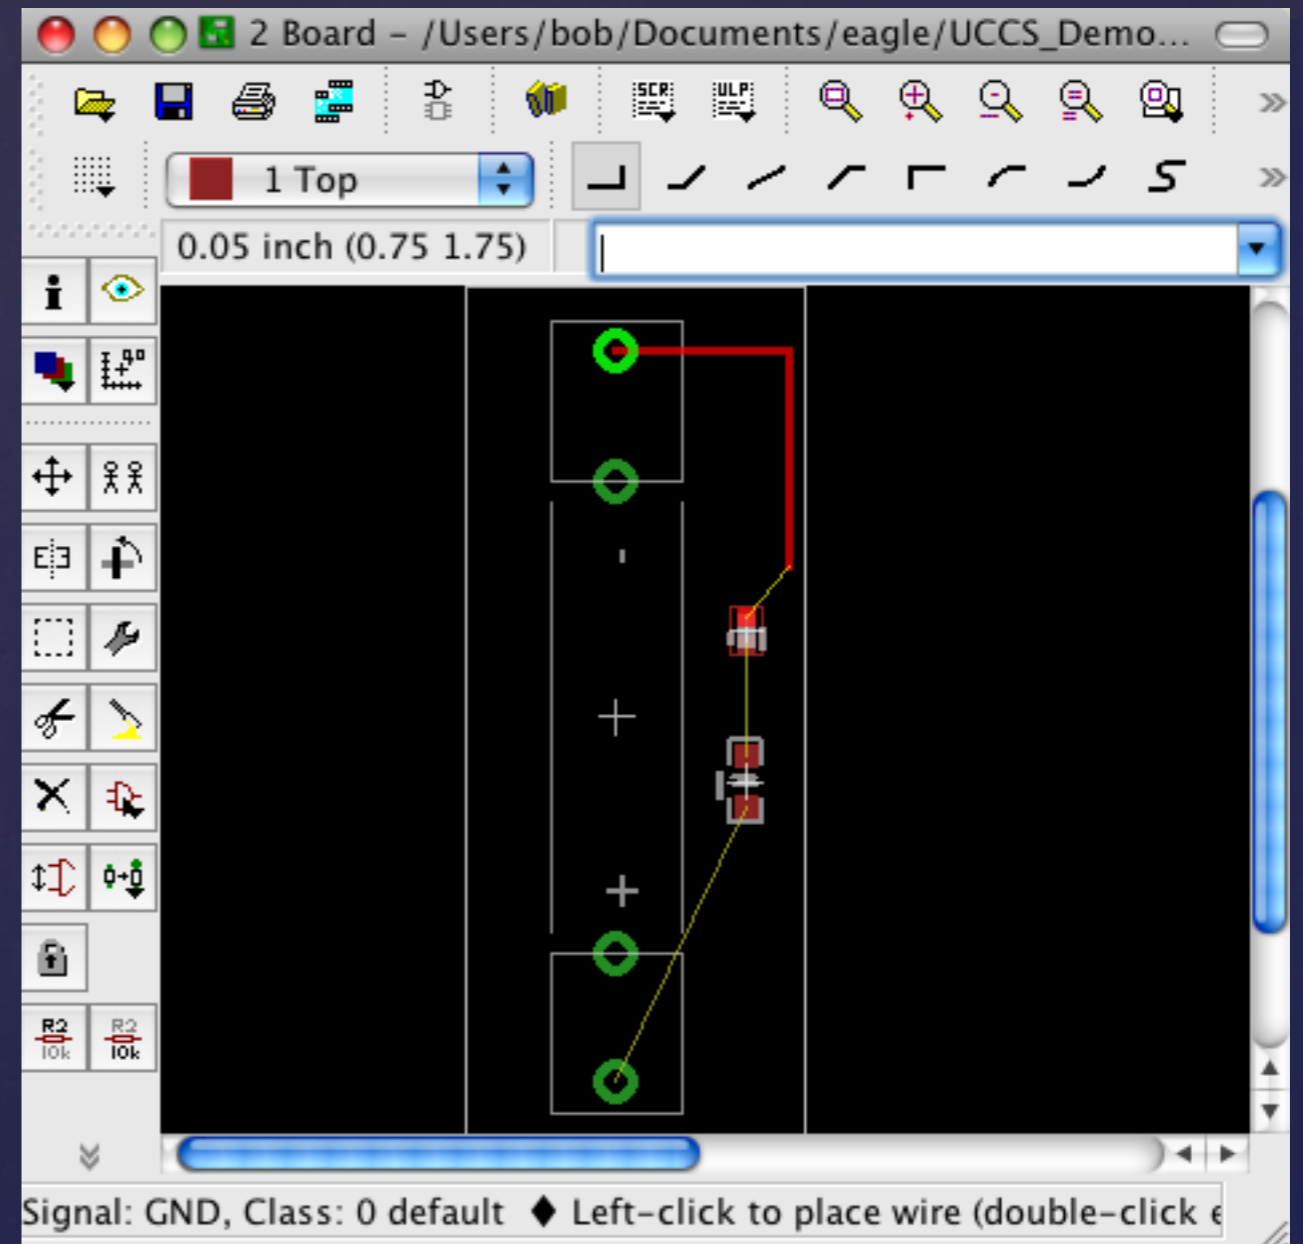 2 Board – /Users/bob/Documents/eagle/UCCS_Demo...
SCR ULP
1 Top
0.05 inch (0.75 1.75)
R2 R2
10k 10k
Signal: GND, Class: 0 default ♦ Left-click to place wire (double-click e